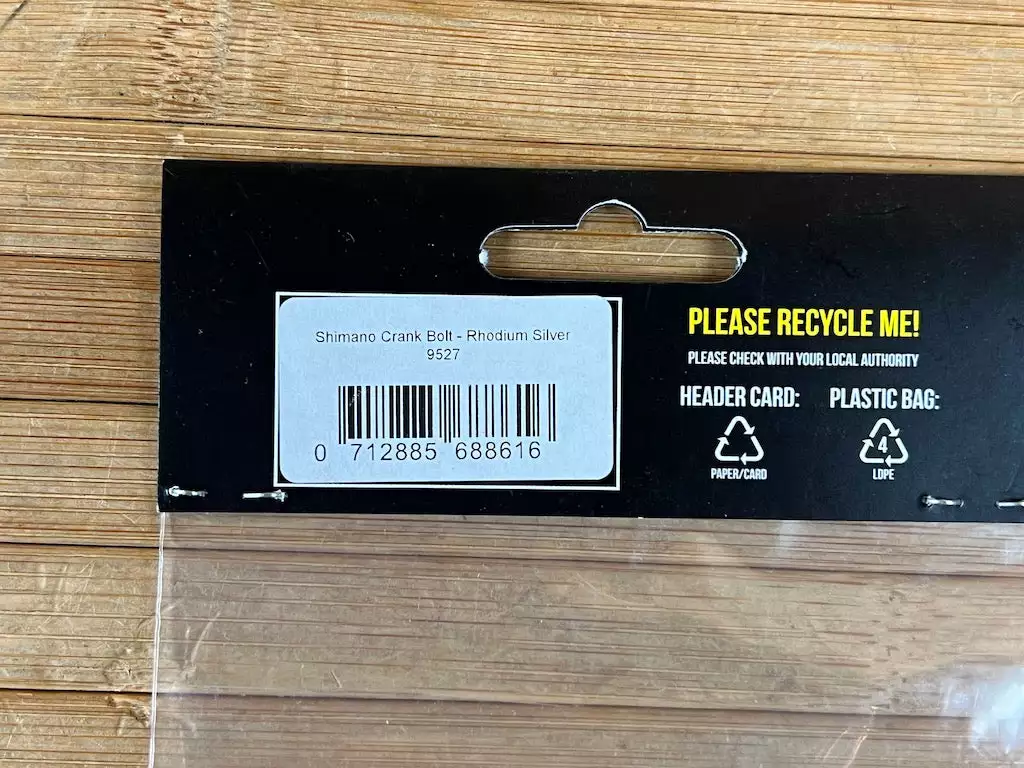 Shimano Crank Bolt - Rhodium Silver
9527
0 712885 688616
PLEASE RECYCLE ME!
PLEASE CHECK WITH YOUR LOCAL AUTHORITY
HEADER CARD:
PAPER/CARD
PLASTIC BAG:
4
LDPE